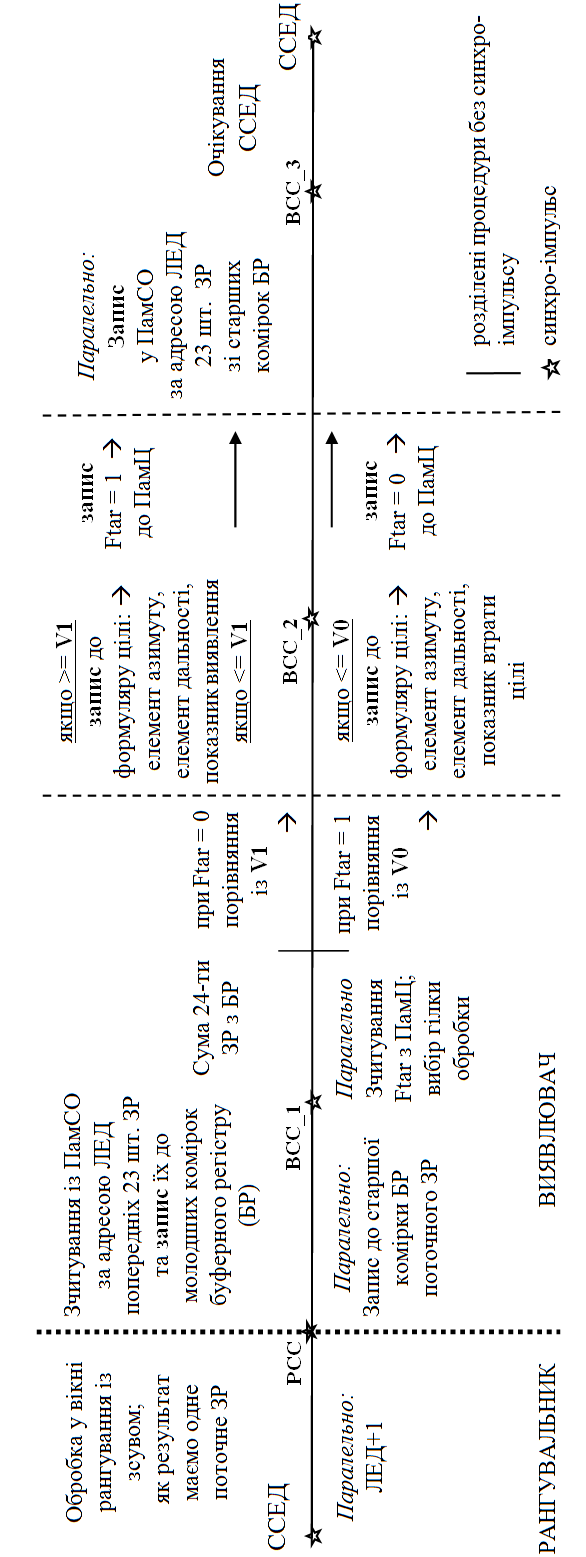 Обробка у вікні
рангування із
зсувом;
як результат
маємо одне
поточне ЗР
ССЕД
Паралельно:
ЛЕД+1
РАНГУВАЛЬНИК
РСС
Зчитування із ПамСО
за адресою ЛЕД
попередніх 23 шт. ЗР
та запис їх до
молодших комірок
буферного регістру
(БР)
Паралельно:
Запис до старшої
комірки БР
поточного ЗР
ВСС_1
Сума 24-ти
ЗР з БР
Паралельно
Зчитування
Ftar з ПамЦ;
вибір гілки
обробки
ВИЯВЛЮВАЧ
при Ftar = 0
порівняння
із V1
→
при Ftar = 1
порівняння
із V0
→
якщо >= V1
запис до
формуляру цілі: →
елемент азимуту,
елемент дальності,
показник виявлення
якщо <= V1
ВСС_2
якщо <= V0
запис до
формуляру цілі: →
елемент азимуту,
елемент дальності,
показник втрати
цілі
запис
Ftar = 1 →
до ПамЦ
запис
Ftar = 0 →
до ПамЦ
Паралельно:
Запис
у ПамСО
за адресою ЛЕД
23 шт. ЗР
зі старших
комірок БР
ВСС_3
Очікування
ССЕД
ССЕД
розділені процедури без синхро-
імпульсу
синхро-імпульс